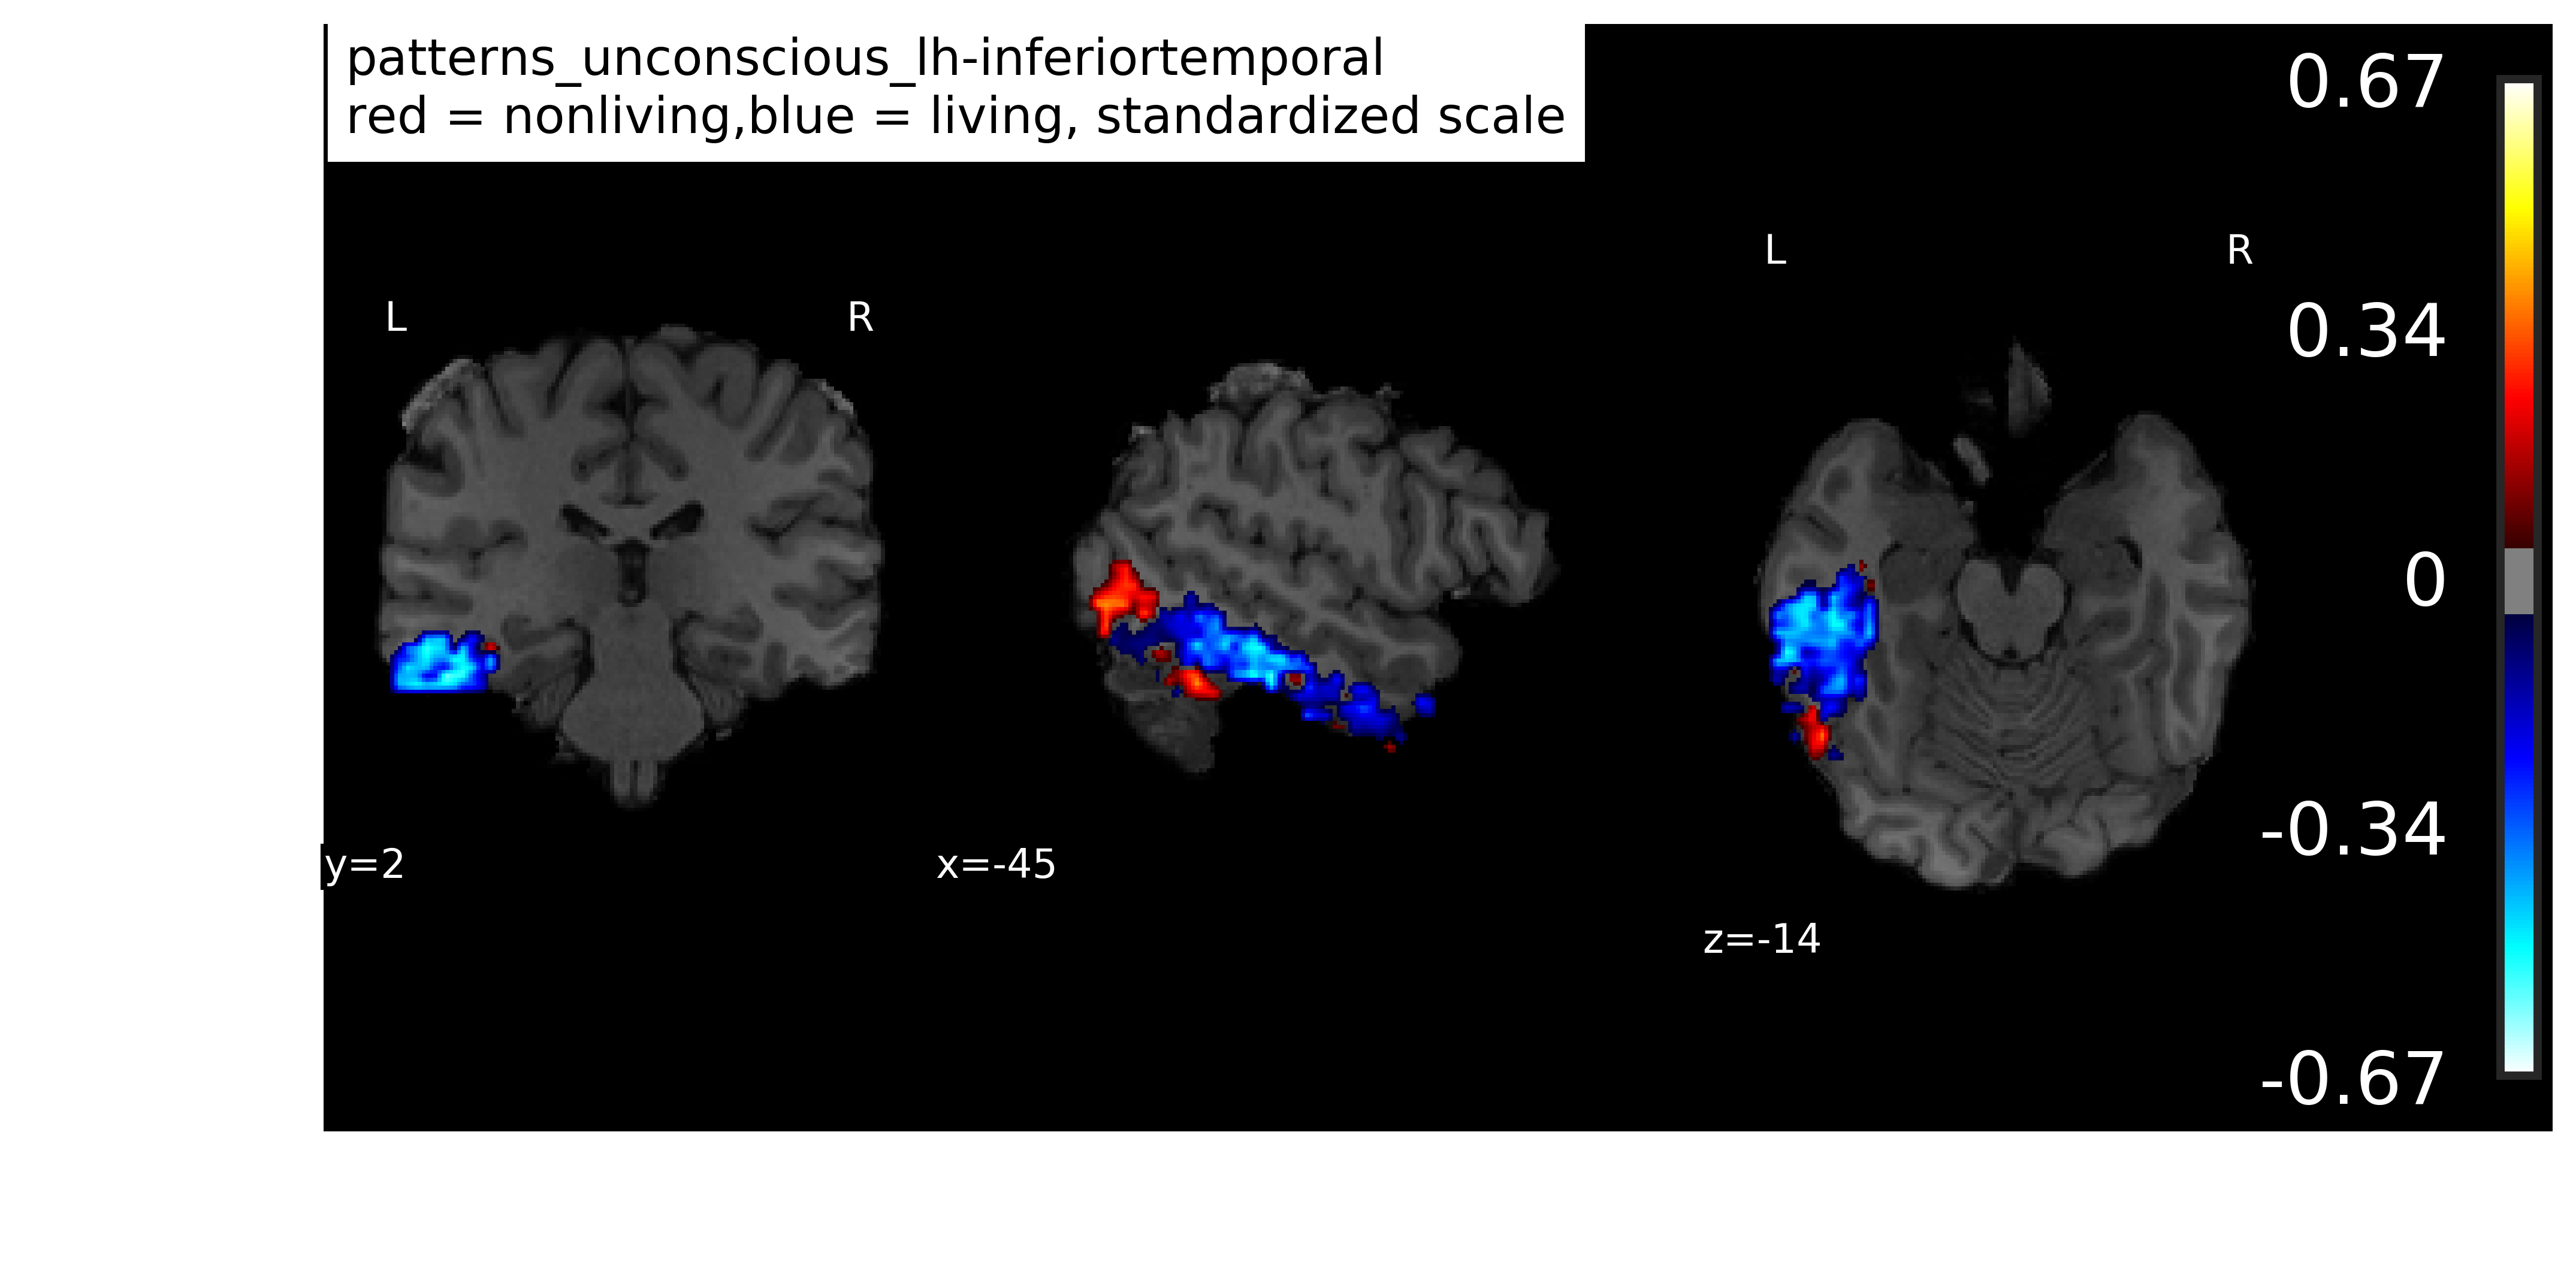 patterns_unconscious_lh-inferiortemporal
red = nonliving,blue = living, standardized scale
L R
y=2
x=-45
L R
z=-14
0.67
0.34
0
-0.34
-0.67